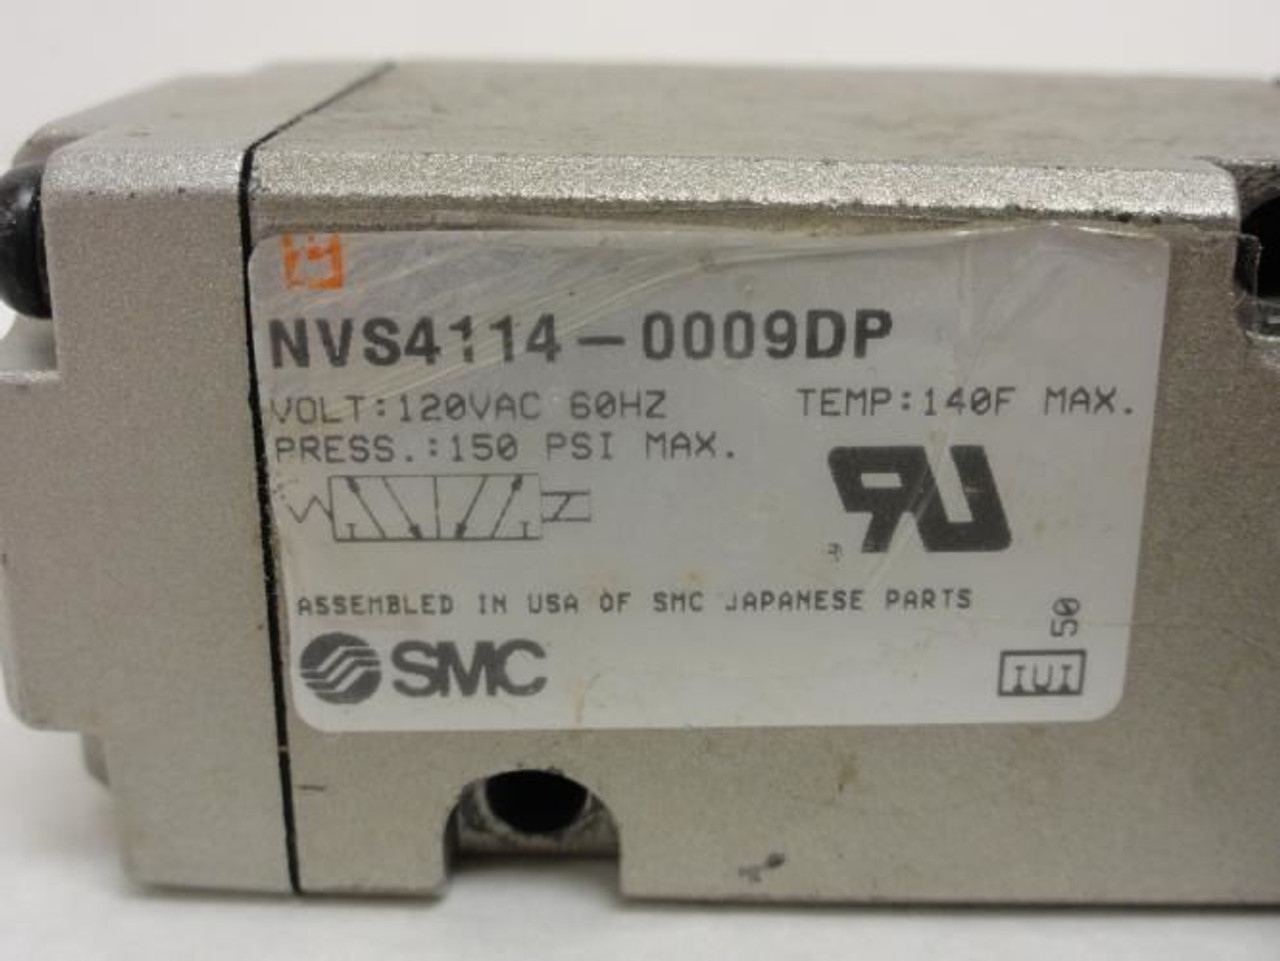 NVS4114-0009DP
VOLT:120VAC 60HZ TEMP:140F MAX.
PRESS.:150 PSI MAX.
ASSEMBLED IN USA OF SMC JAPANESE PARTS
50
SMC
IUI